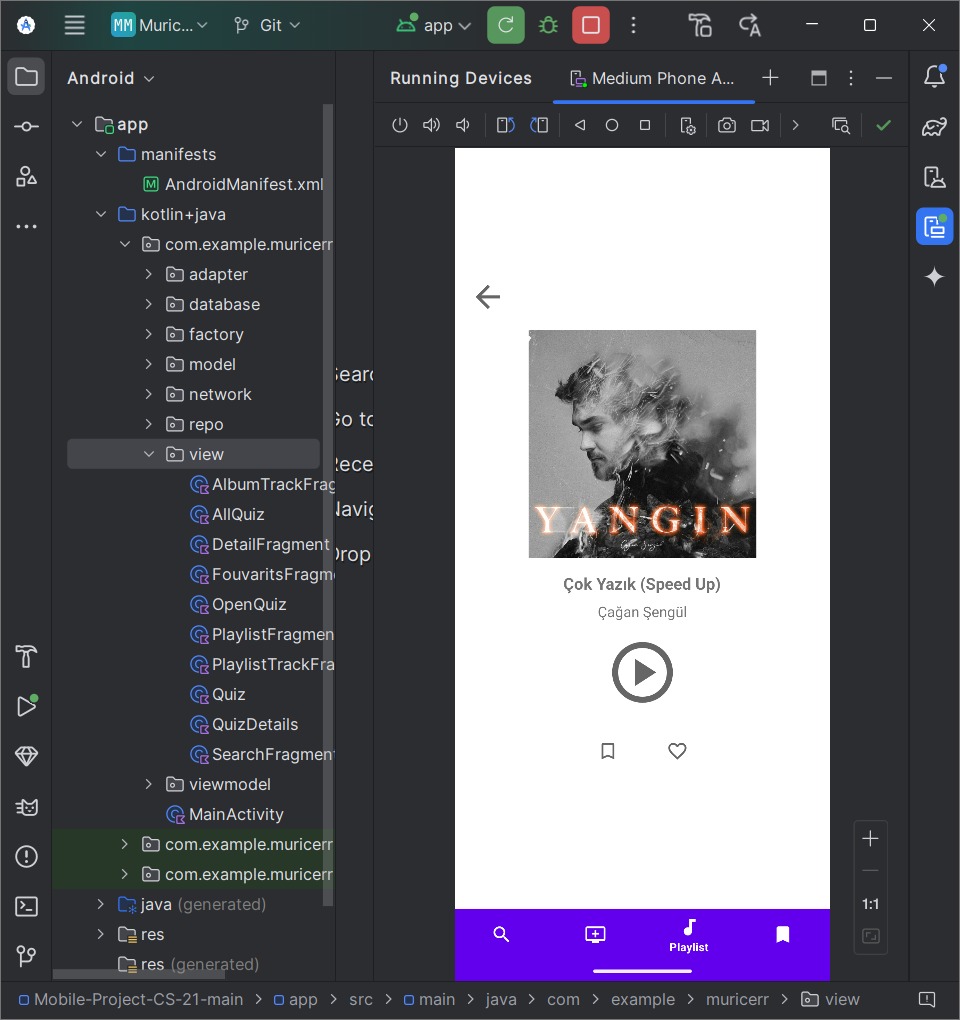 MM Muric... Git app
Android
Running Devices Medium Phone A...
app
manifests
AndroidManifest.xml
kotlin+java
com.example.muricerr
adapter
database
factory
model
network
repo
view
AlbumTrackFrag
AllQuiz
DetailFragment
FouvaritsFragm
OpenQuiz
PlaylistFragmen
PlaylistTrackFra
Quiz
QuizDetails
SearchFragment
viewmodel
MainActivity
com.example.muricerr
com.example.muricerr
java (generated)
res
res (generated)
Searc
Go to
Rece
Navig
Drop
YANGIN
Çok Yazık (Speed Up)
Çağan Şengül
Playlist
1:1
Mobile-Project-CS-21-main > app > src > main > java > com > example > muricerr > view